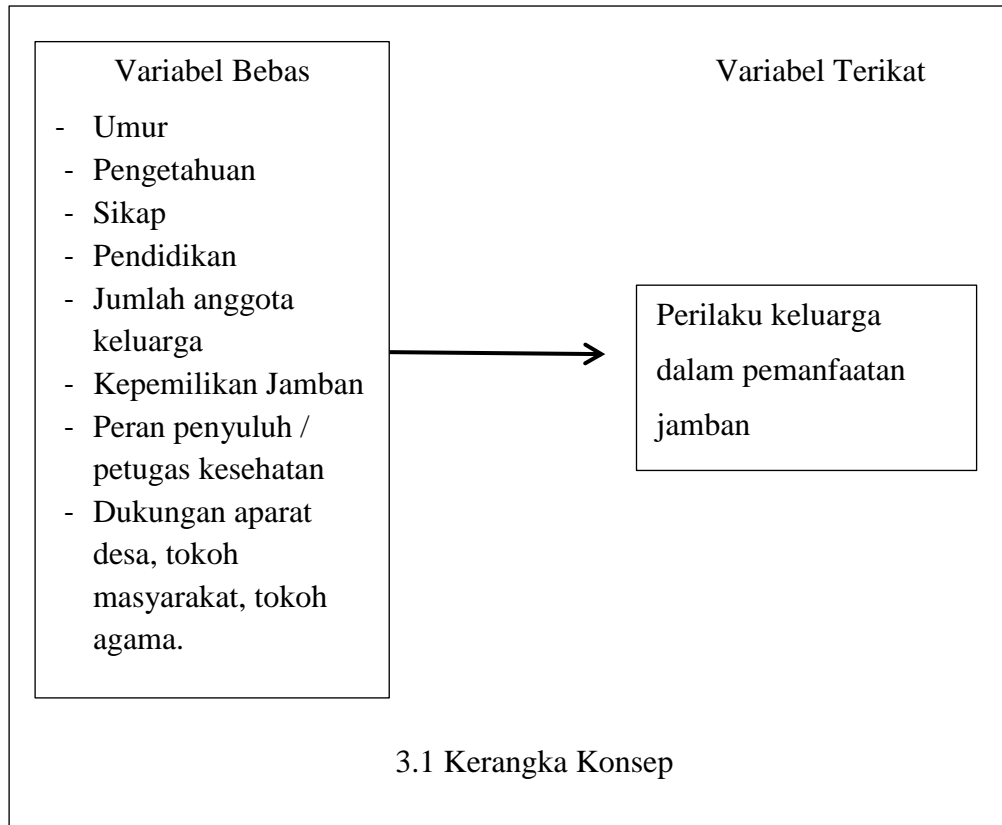 Variabel Bebas
- Umur
- Pengetahuan
- Sikap
- Pendidikan
- Jumlah anggota
keluarga
- Kepemilikan Jamban
- Peran penyuluh /
petugas kesehatan
- Dukungan aparat
desa, tokoh
masyarakat, tokoh
agama.
Variabel Terikat
Perilaku keluarga
dalam pemanfaatan
jamban
3.1 Kerangka Konsep